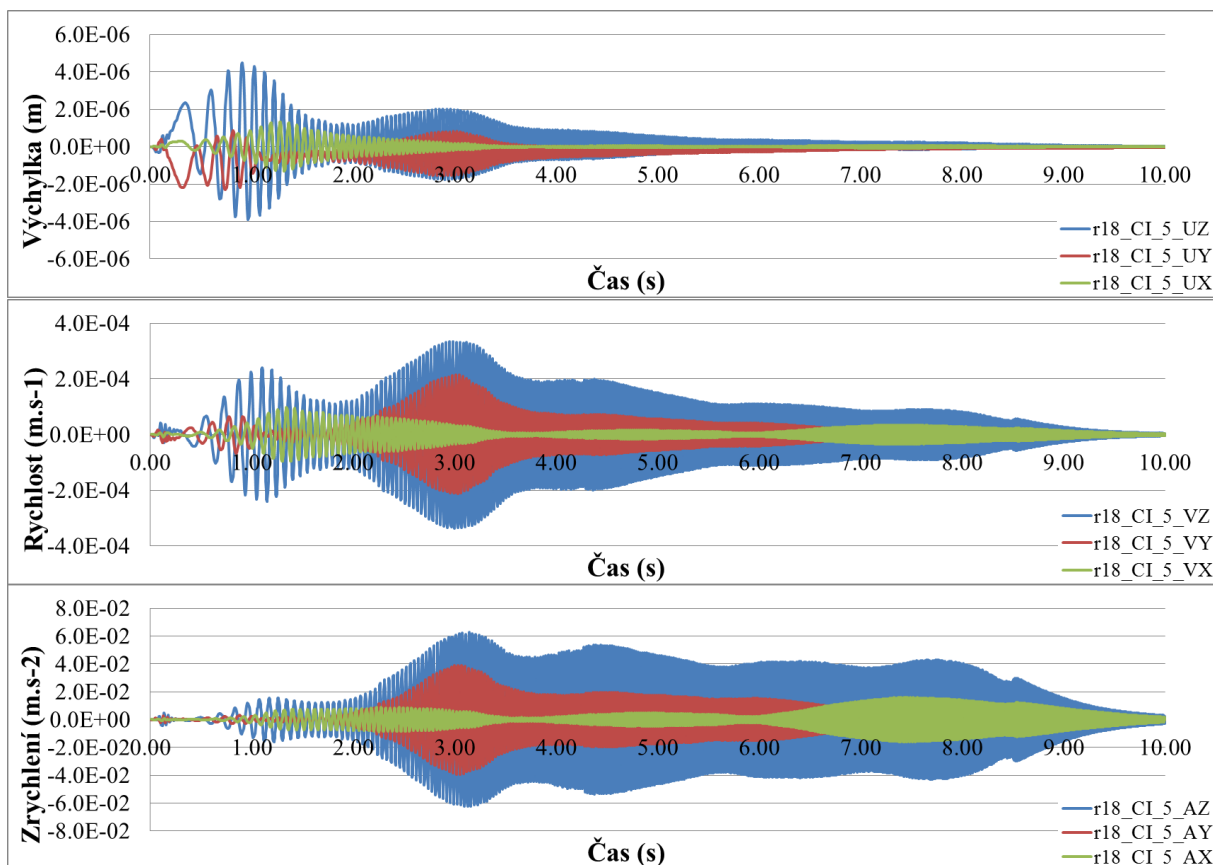 6.0E-06
4.0E-06
2.0E-06
0.0E+00
-2.0E-06
-4.0E-06
-6.0E-06
Výchylka (m)
0.00 1.00 2.00 3.00 4.00 5.00 6.00 7.00 8.00 9.00 10.00
Čas (s)
r18_CI_5_UZ
r18_CI_5_UY
r18_CI_5_UX
4.0E-04
2.0E-04
0.0E+00
-2.0E-04
-4.0E-04
Rychlost (m.s-1)
0.00 1.00 2.00 3.00 4.00 5.00 6.00 7.00 8.00 9.00 10.00
Čas (s)
r18_CI_5_VZ
r18_CI_5_VY
r18_CI_5_VX
8.0E-02
6.0E-02
4.0E-02
2.0E-02
0.0E+00
-2.0E-02
-4.0E-02
-6.0E-02
-8.0E-02
Zrychlení (m.s-2)
0.00 1.00 2.00 3.00 4.00 5.00 6.00 7.00 8.00 9.00 10.00
Čas (s)
r18_CI_5_AZ
r18_CI_5_AY
r18_CI_5_AX